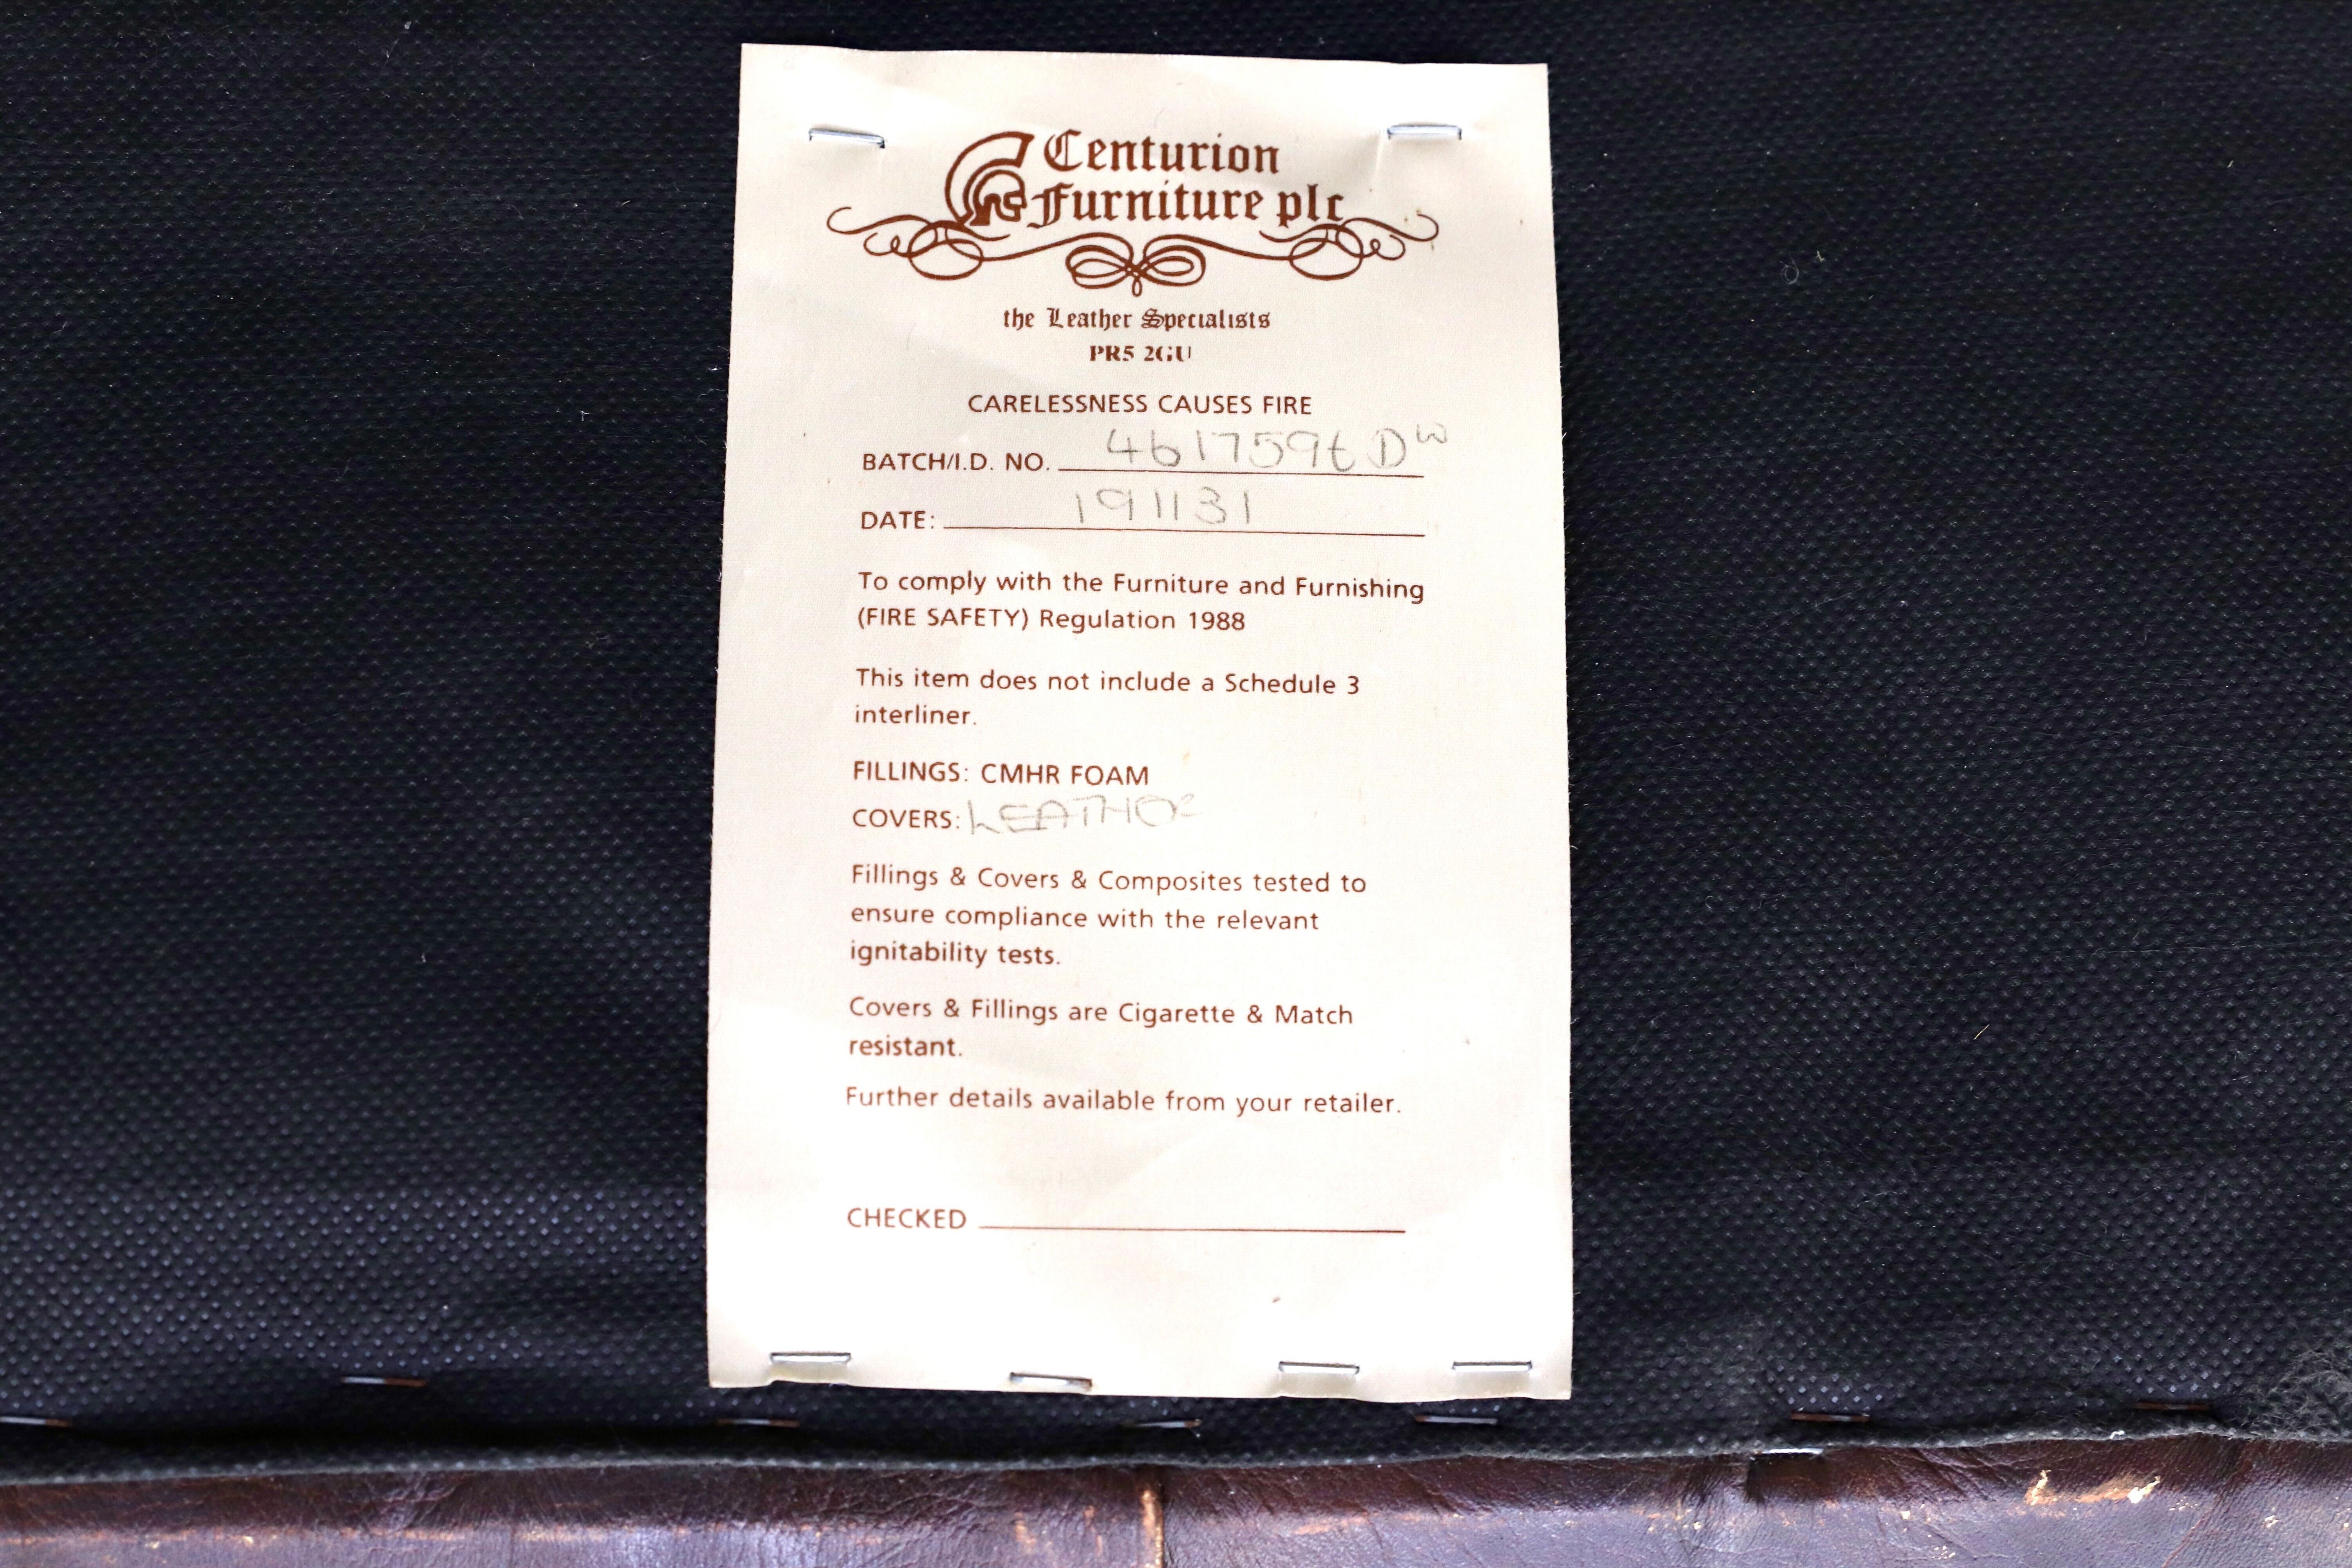 Centurion
Furniture plc
the Leather Specialists
PR5 2GU
CARELESSNESS CAUSES FIRE
BATCH/I.D. NO. 4617596 DW
DATE: 191131
To comply with the Furniture and Furnishing
(FIRE SAFETY) Regulation 1988
This item does not include a Schedule 3
interliner.
FILLINGS: CMHR FOAM
COVERS: LEATHER
Fillings & Covers & Composites tested to
ensure compliance with the relevant
ignitability tests.
Covers & Fillings are Cigarette & Match
resistant.
Further details available from your retailer.
CHECKED